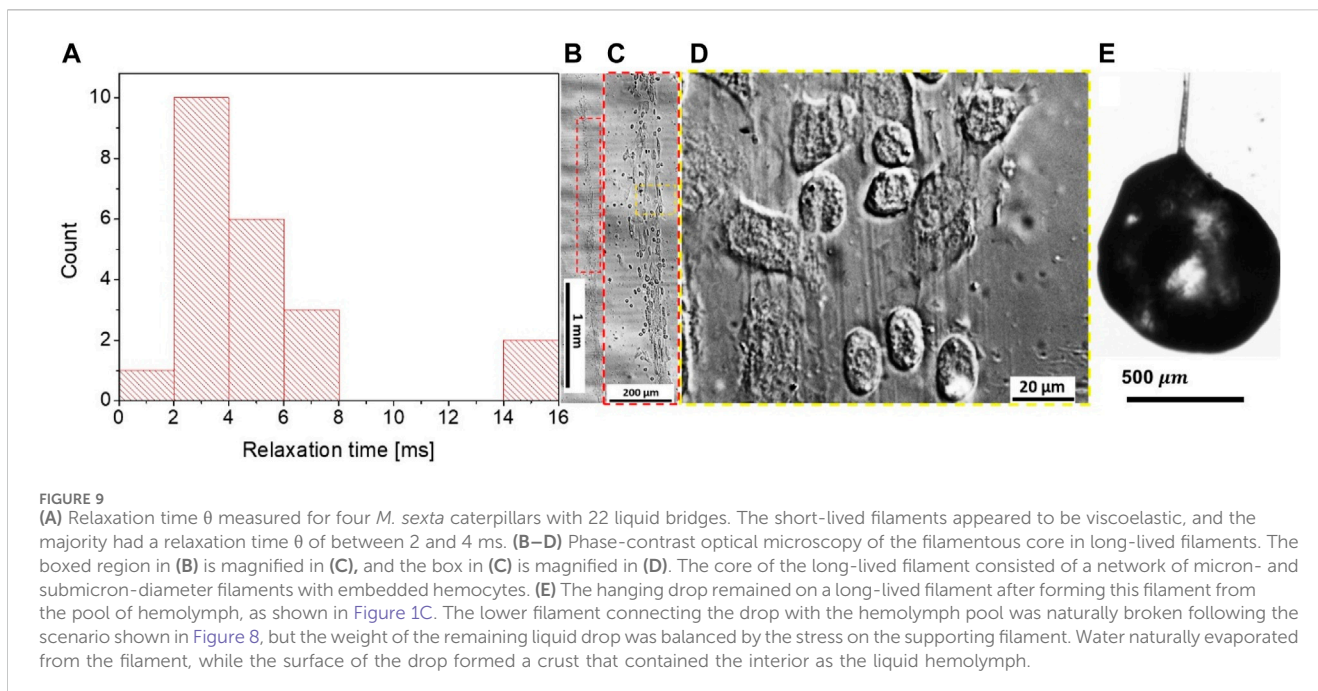 A
B
C
D
E
10
8
6
4
2
0
Count
0 2 4 6 8 10 12 14 16
Relaxation time [ms]
1 mm
200 µm
20 µm
500 µm
FIGURE 9
(A) Relaxation time θ measured for four M. sexta caterpillars with 22 liquid bridges. The short-lived filaments appeared to be viscoelastic, and the
majority had a relaxation time θ of between 2 and 4 ms. (B–D) Phase-contrast optical microscopy of the filamentous core in long-lived filaments. The
boxed region in (B) is magnified in (C), and the box in (C) is magnified in (D). The core of the long-lived filament consisted of a network of micron- and
submicron-diameter filaments with embedded hemocytes. (E) The hanging drop remained on a long-lived filament after forming this filament from
the pool of hemolymph, as shown in Figure 1C. The lower filament connecting the drop with the hemolymph pool was naturally broken following the
scenario shown in Figure 8, but the weight of the remaining liquid drop was balanced by the stress on the supporting filament. Water naturally evaporated
from the filament, while the surface of the drop formed a crust that contained the interior as the liquid hemolymph.